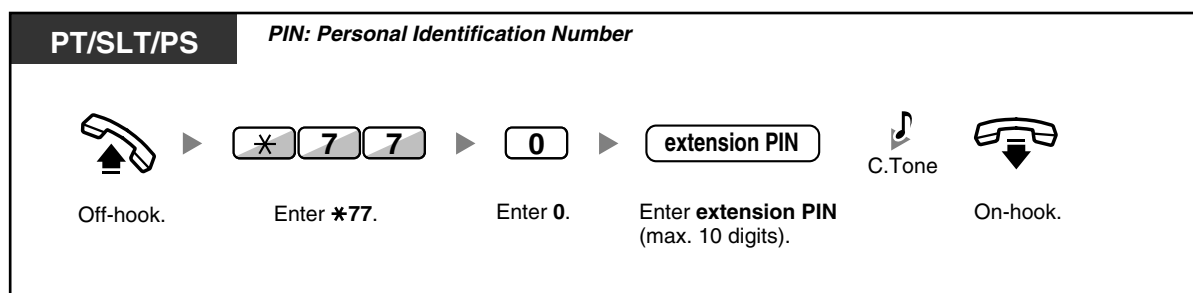 PT/SLT/PS
PIN: Personal Identification Number
* 7 7 0 extension PIN
C.Tone
Off-hook. Enter *77. Enter 0. Enter extension PIN On-hook.
(max. 10 digits).